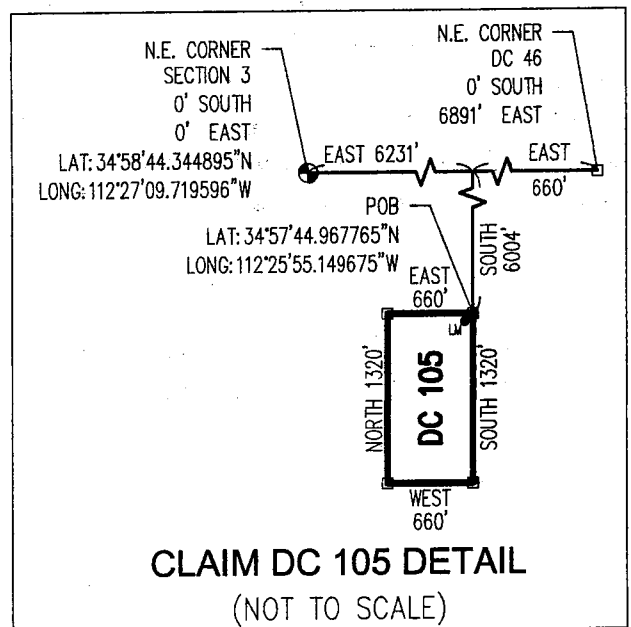 N.E. CORNER
SECTION 3
0' SOUTH
0' EAST
LAT: 34°58'44.344895"N
LONG: 112°27'09.719596"W
N.E. CORNER
DC 46
0' SOUTH
6891' EAST
EAST 6231'
EAST
660'
POB
LAT: 34°57'44.967765"N
LONG: 112°25'55.149675"W
SOUTH
6004'
EAST
660'
LM
NORTH 1320'
DC 105
SOUTH 1320'
WEST
660'
CLAIM DC 105 DETAIL
(NOT TO SCALE)